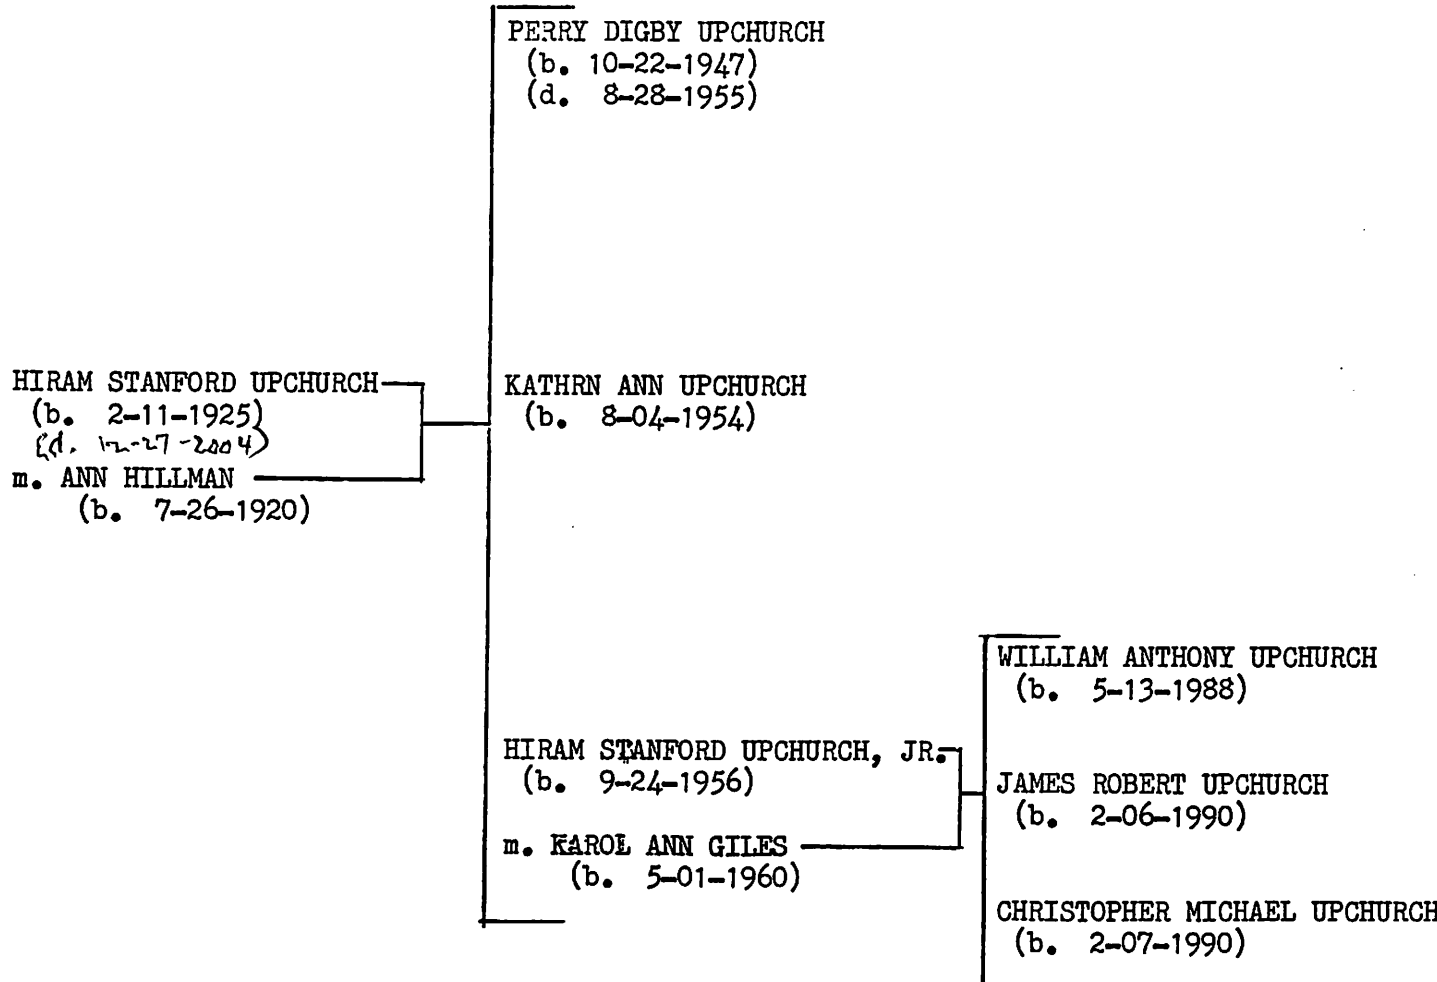 PERRY DIGBY UPCHURCH
(b. 10-22-1947)
(d. 8-28-1955)
HIRAM STANFORD UPCHURCH
(b. 2-11-1925)
(d. 12-27-2004)
m. ANN HILLMAN
(b. 7-26-1920)
KATHRN ANN UPCHURCH
(b. 8-04-1954)
HIRAM STANFORD UPCHURCH, JR.
(b. 9-24-1956)
m. KAROL ANN GILES
(b. 5-01-1960)
WILLIAM ANTHONY UPCHURCH
(b. 5-13-1988)
JAMES ROBERT UPCHURCH
(b. 2-06-1990)
CHRISTOPHER MICHAEL UPCHURCH
(b. 2-07-1990)